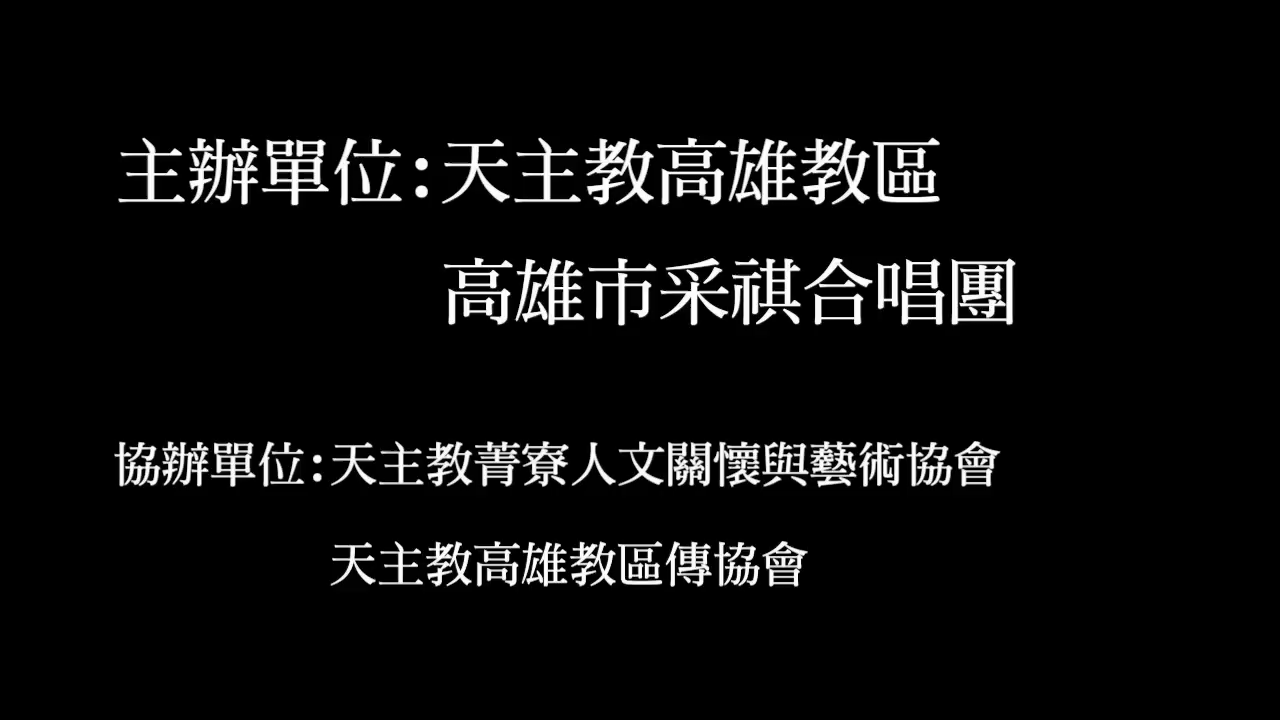 主辦單位:天主教高雄教區
高雄市采祺合唱團
協辦單位:天主教菁寮人文關懷與藝術協會
天主教高雄教區傳協會